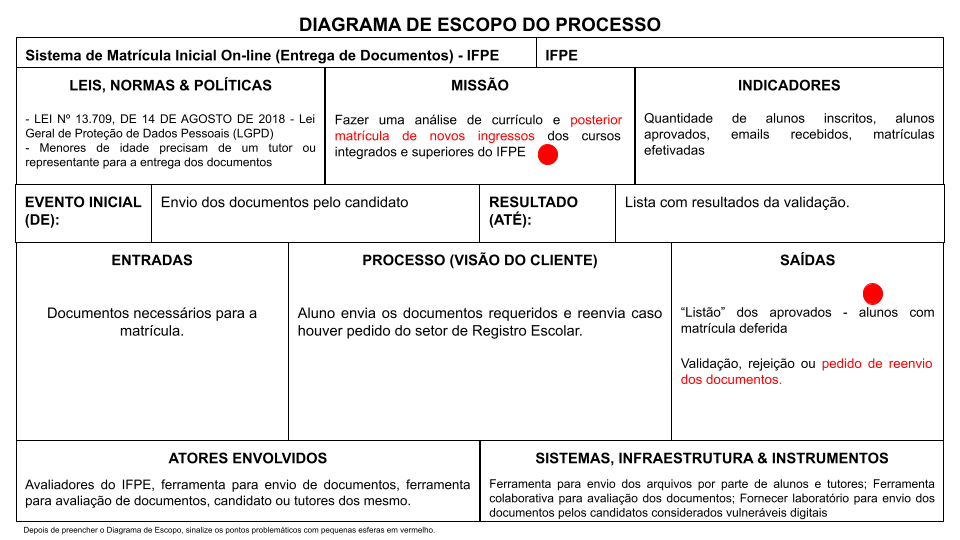 DIAGRAMA DE ESCOPO DO PROCESSO
Sistema de Matrícula Inicial On-line (Entrega de Documentos) - IFPE
IFPE
LEIS, NORMAS & POLÍTICAS
- LEI Nº 13.709, DE 14 DE AGOSTO DE 2018 - Lei
Geral de Proteção de Dados Pessoais (LGPD)
- Menores de idade precisam de um tutor ou
representante para a entrega dos documentos
MISSÃO
Fazer uma análise de currículo e posterior
matrícula de novos ingressos dos cursos
integrados e superiores do IFPE
INDICADORES
Quantidade de alunos inscritos, alunos
aprovados, emails recebidos, matrículas
efetivadas
EVENTO INICIAL
(DE):
Envio dos documentos pelo candidato
RESULTADO
(ATÉ):
Lista com resultados da validação.
ENTRADAS
Documentos necessários para a
matrícula.
PROCESSO (VISÃO DO CLIENTE)
Aluno envia os documentos requeridos e reenvia caso
houver pedido do setor de Registro Escolar.
SAÍDAS
“Listão” dos aprovados - alunos com
matrícula deferida
Validação, rejeição ou pedido de reenvio
dos documentos.
ATORES ENVOLVIDOS
Avaliadores do IFPE, ferramenta para envio de documentos, ferramenta
para avaliação de documentos, candidato ou tutores dos mesmo.
SISTEMAS, INFRAESTRUTURA & INSTRUMENTOS
Ferramenta para envio dos arquivos por parte de alunos e tutores; Ferramenta
colaborativa para avaliação dos documentos; Fornecer laboratório para envio dos
documentos pelos candidatos considerados vulneráveis digitais
Depois de preencher o Diagrama de Escopo, sinalize os pontos problemáticos com pequenas esferas em vermelho.